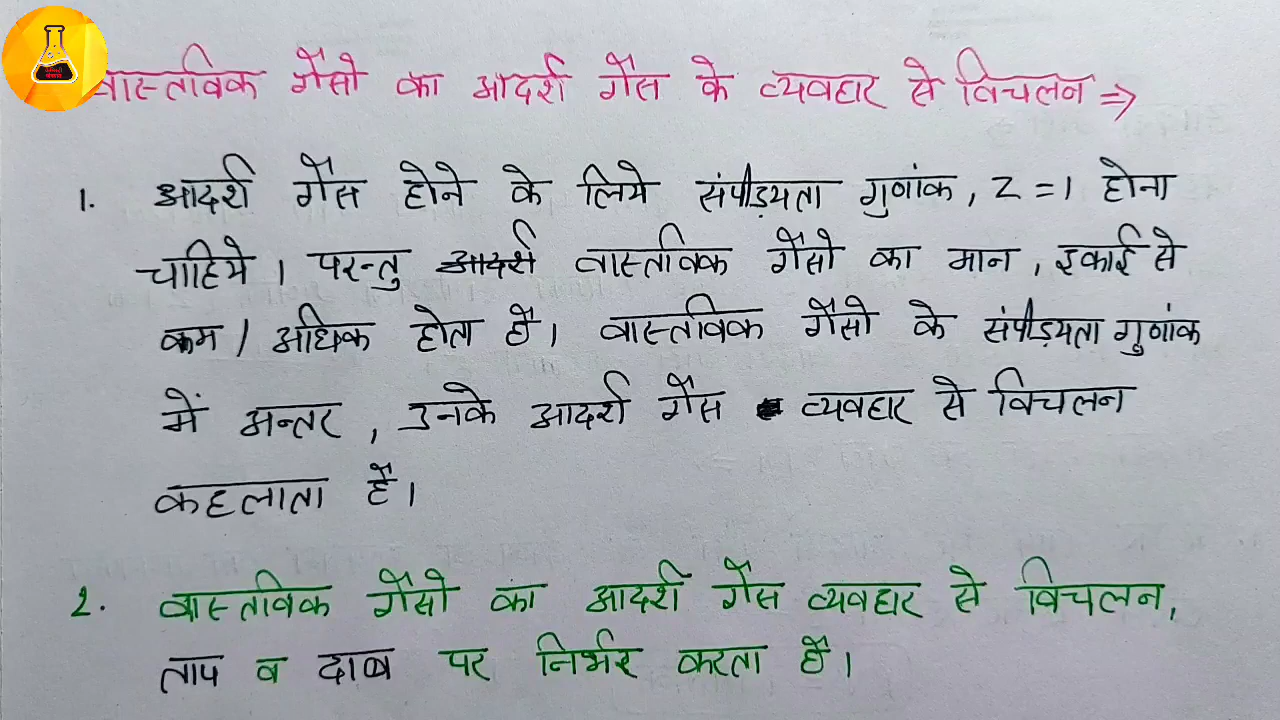 वास्तविक गैसो का आदर्श गैस के व्यवहार से विचलन ⇒
1. आदर्श गैस होने के लिये संपीड़यता गुणांक, Z = 1 होना
चाहिये। परन्तु आदर्श वास्तविक गैसो का मान, इकाई से
कम / अधिक होता है। वास्तविक गैसो के संपीड़यता गुणांक
में अन्तर, उनके आदर्श गैस व्यवहार से विचलन
कहलाता है।
2. वास्तविक गैसो का आदर्श गैस व्यवहार से विचलन,
ताप व दाब पर निर्भर करता है।